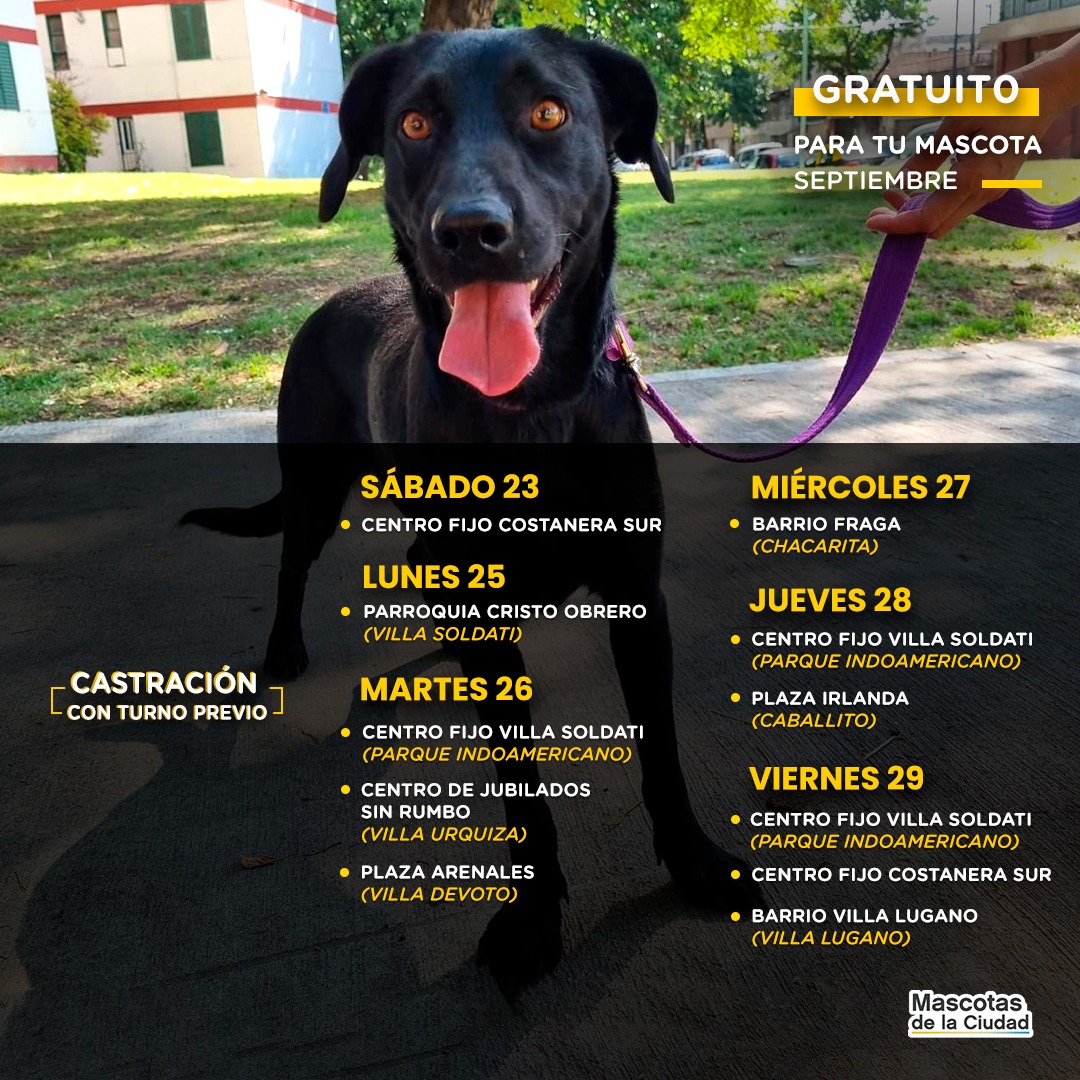 GRATUITO
PARA TU MASCOTA
SEPTIEMBRE
CASTRACIÓN
CON TURNO PREVIO
SÁBADO 23
CENTRO FIJO COSTANERA SUR
LUNES 25
PARROQUIA CRISTO OBRERO
(VILLA SOLDATI)
MARTES 26
CENTRO FIJO VILLA SOLDATI
(PARQUE INDOAMERICANO)
CENTRO DE JUBILADOS
SIN RUMBO
(VILLA URQUIZA)
PLAZA ARENALES
(VILLA DEVOTO)
MIÉRCOLES 27
BARRIO FRAGA
(CHACARITA)
JUEVES 28
CENTRO FIJO VILLA SOLDATI
(PARQUE INDOAMERICANO)
PLAZA IRLANDA
(CABALLITO)
VIERNES 29
CENTRO FIJO VILLA SOLDATI
(PARQUE INDOAMERICANO)
CENTRO FIJO COSTANERA SUR
BARRIO VILLA LUGANO
(VILLA LUGANO)
Mascotas
de la Ciudad